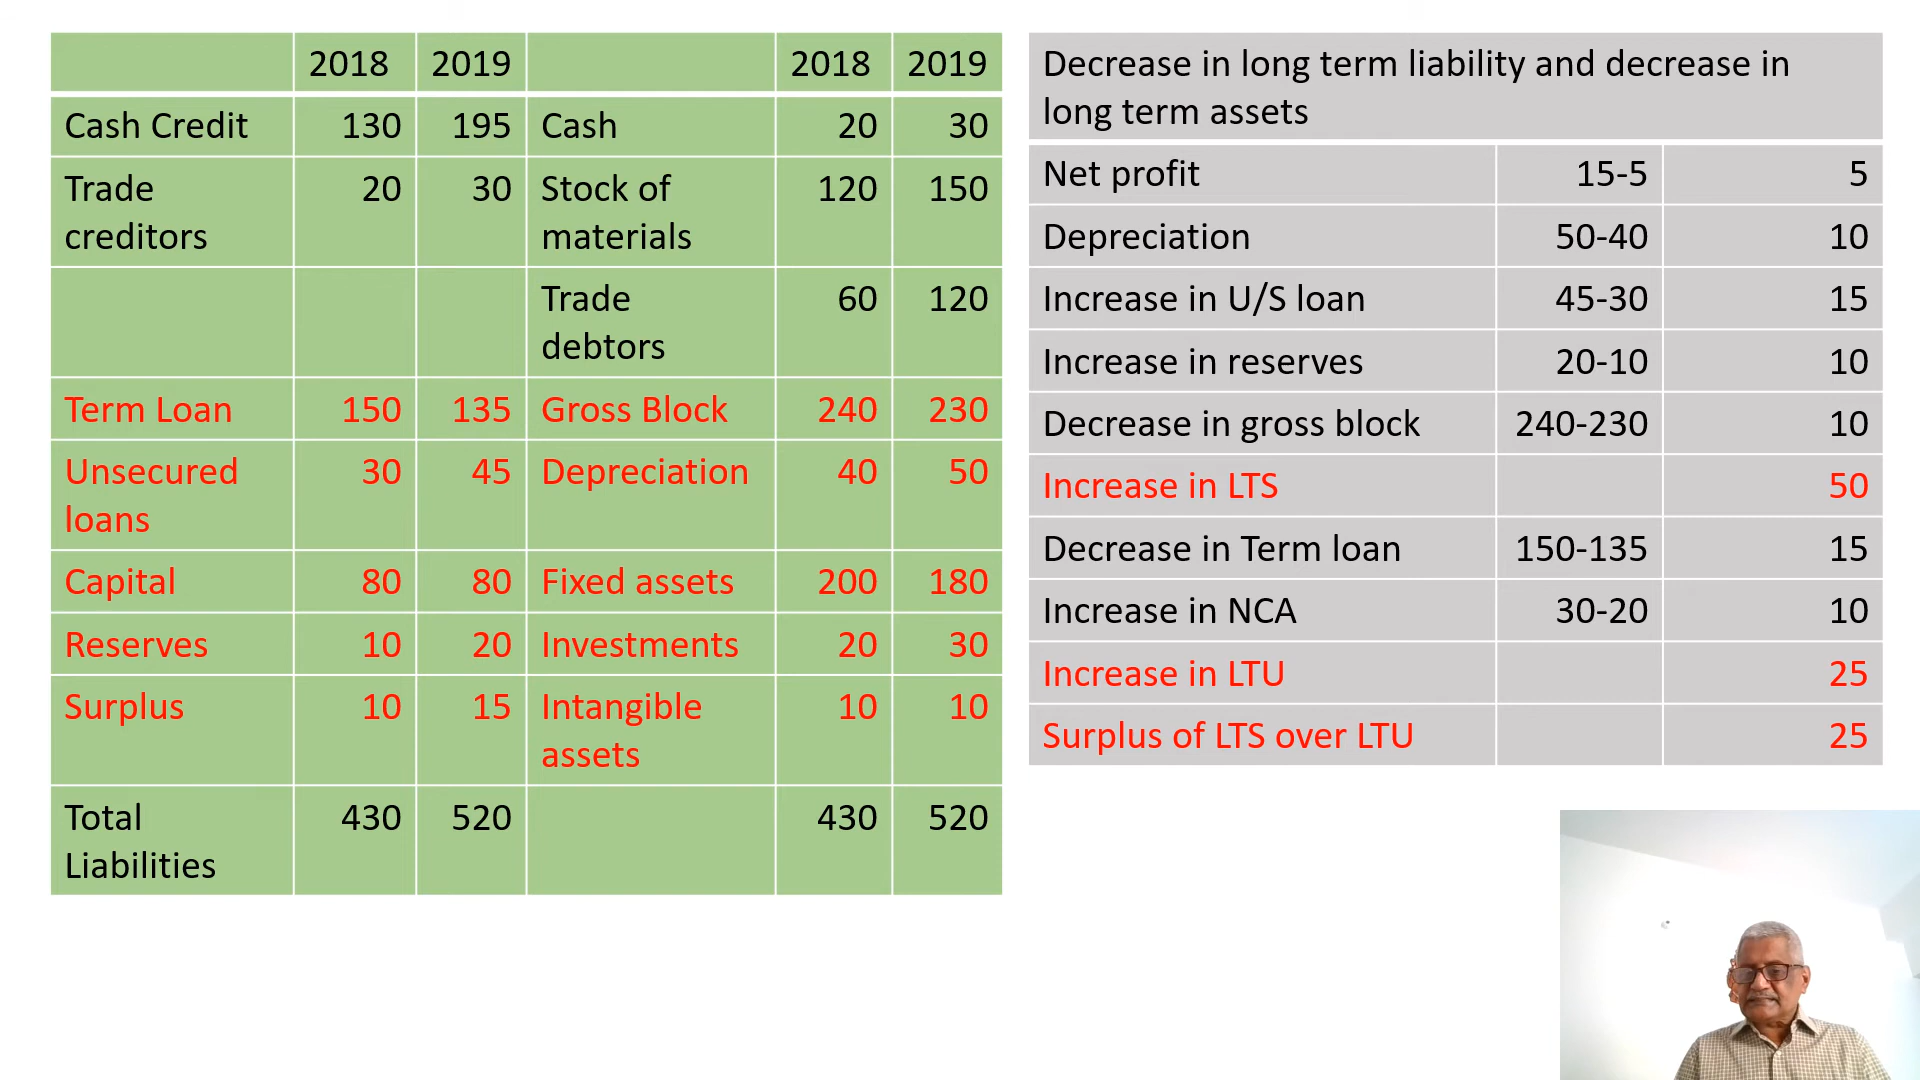 2018 2019 2018 2019
Cash Credit 130 195 Cash 20 30
Trade creditors 20 30 Stock of materials 120 150
Trade debtors 60 120
Term Loan 150 135 Gross Block 240 230
Unsecured loans 30 45 Depreciation 40 50
Capital 80 80 Fixed assets 200 180
Reserves 10 20 Investments 20 30
Surplus 10 15 Intangible assets 10 10
Total Liabilities 430 520 430 520
Decrease in long term liability and decrease in
long term assets
Net profit 15-5 5
Depreciation 50-40 10
Increase in U/S loan 45-30 15
Increase in reserves 20-10 10
Decrease in gross block 240-230 10
Increase in LTS 50
Decrease in Term loan 150-135 15
Increase in NCA 30-20 10
Increase in LTU 25
Surplus of LTS over LTU 25